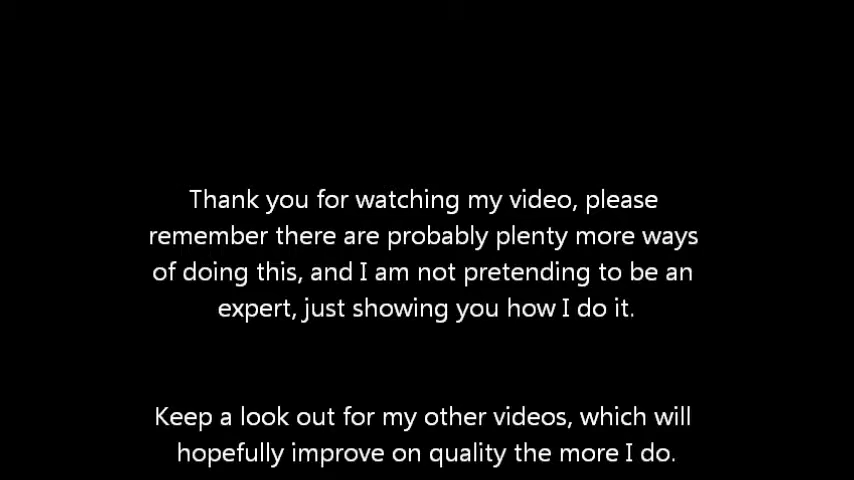 Thank you for watching my video, please
remember there are probably plenty more ways
of doing this, and I am not pretending to be an
expert, just showing you how I do it.
Keep a look out for my other videos, which will
hopefully improve on quality the more I do.